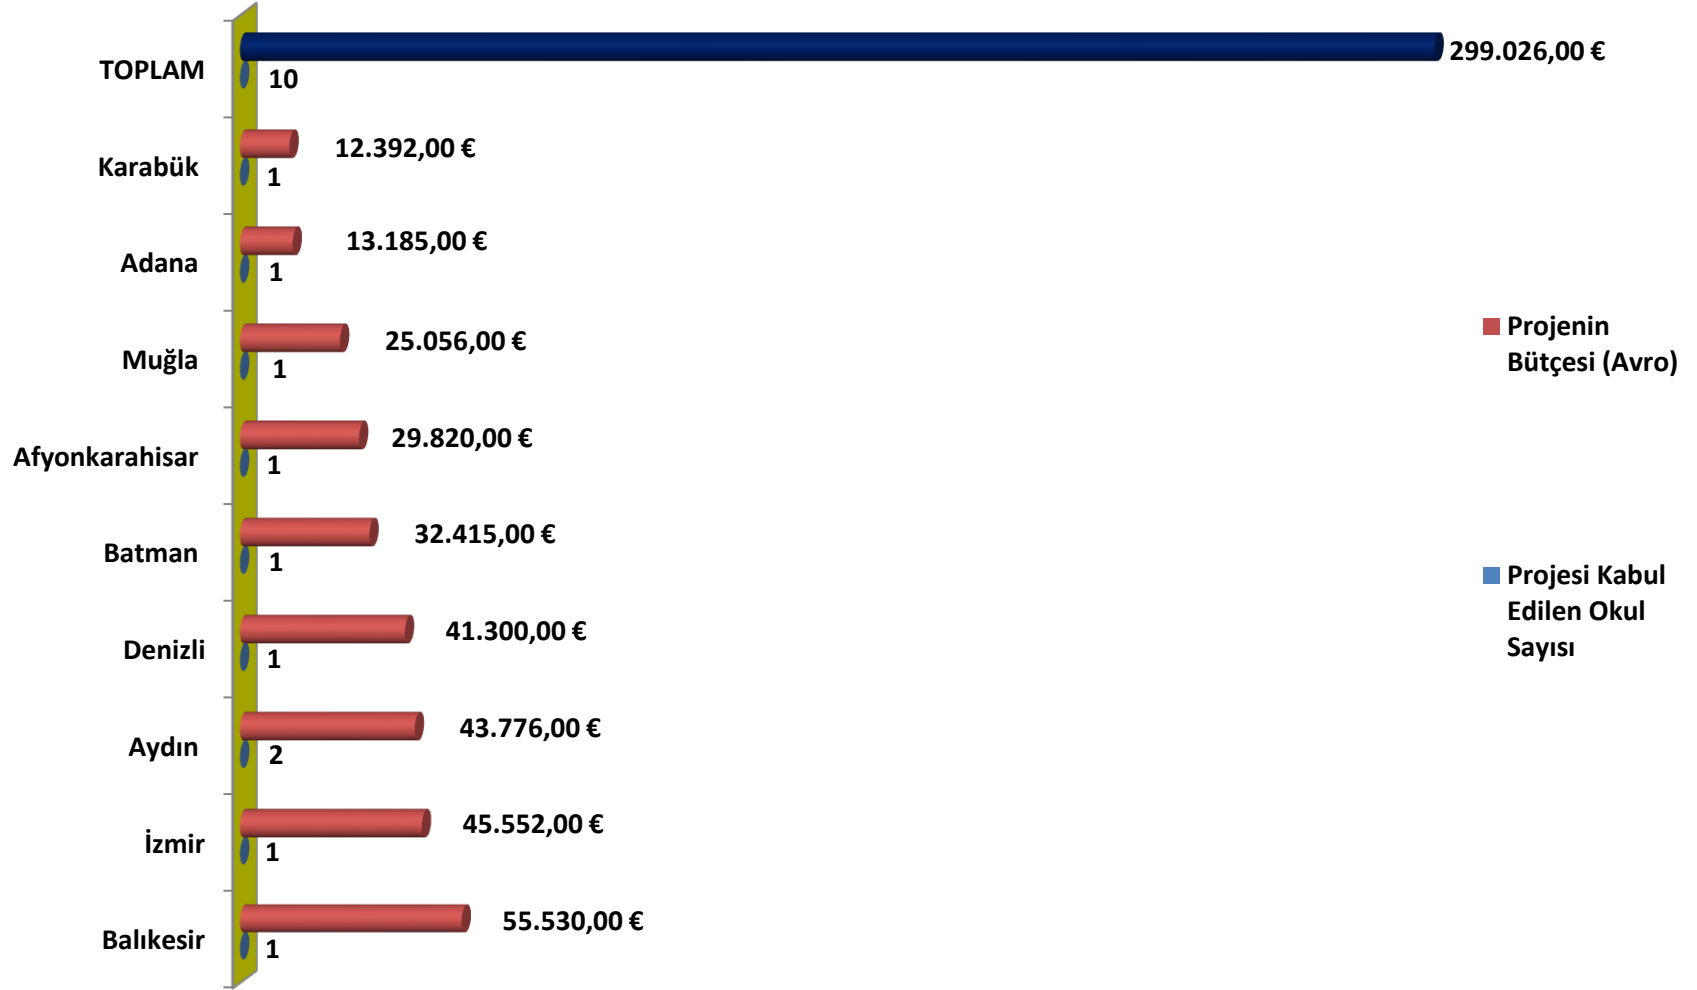 TOPLAM
299.026,00 €
10
Karabük
12.392,00 €
1
Adana
13.185,00 €
1
Muğla
25.056,00 €
1
Afyonkarahisar
29.820,00 €
1
Batman
32.415,00 €
1
Denizli
41.300,00 €
1
Aydın
43.776,00 €
2
İzmir
45.552,00 €
1
Balıkesir
55.530,00 €
1
Projenin
Bütçesi (Avro)
Projesi Kabul
Edilen Okul
Sayısı